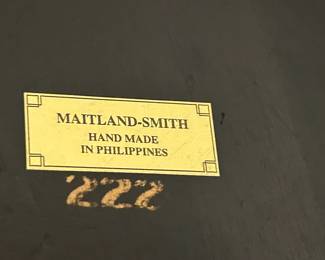 MAITLAND-SMITH
HAND MADE
IN PHILIPPINES
222